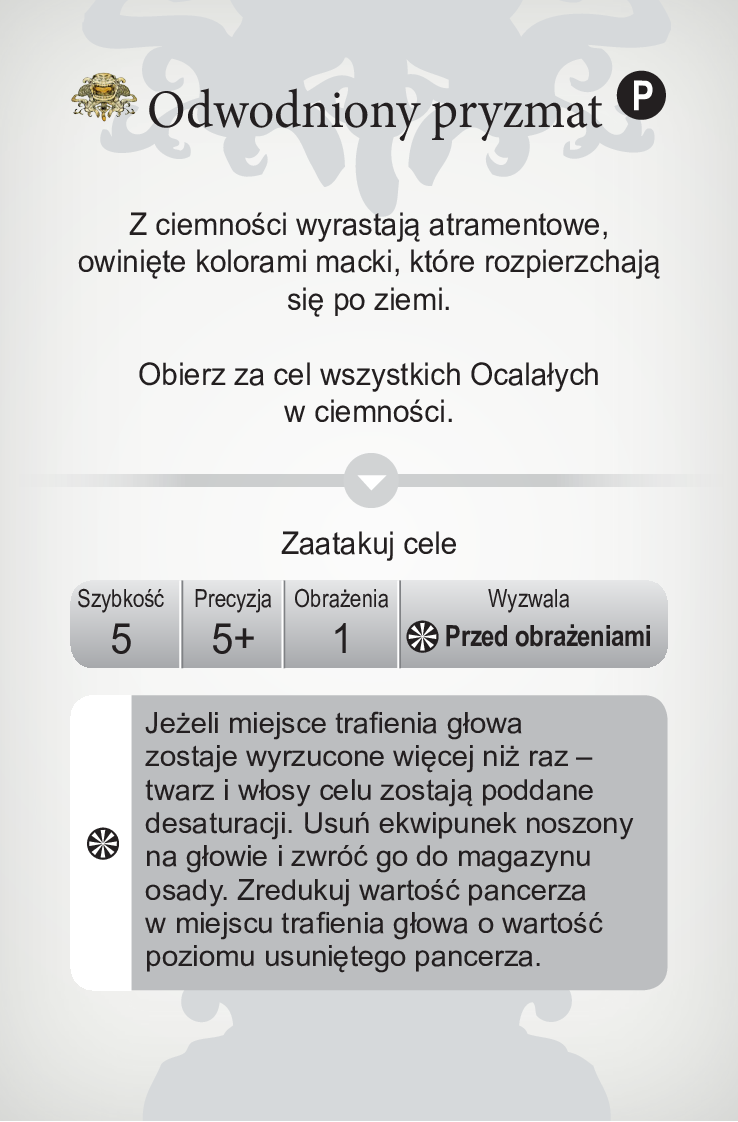 Odwodniony pryzmat P
Z ciemności wyrastają atramentowe,
owinięte kolorami macki, które rozpierzchają
się po ziemi.
Obierz za cel wszystkich Ocalałych
w ciemności.
Zaatakuj cele
Szybkość Precyzja Obrażenia Wyzwala
5 5+ 1 Przed obrażeniami
Jeżeli miejsce trafienia głowa
zostaje wyrzucone więcej niż raz –
twarz i włosy celu zostają poddane
desaturacji. Usuń ekwipunek noszony
na głowie i zwróć go do magazynu
osady. Zredukuj wartość pancerza
w miejscu trafienia głowa o wartość
poziomu usuniętego pancerza.